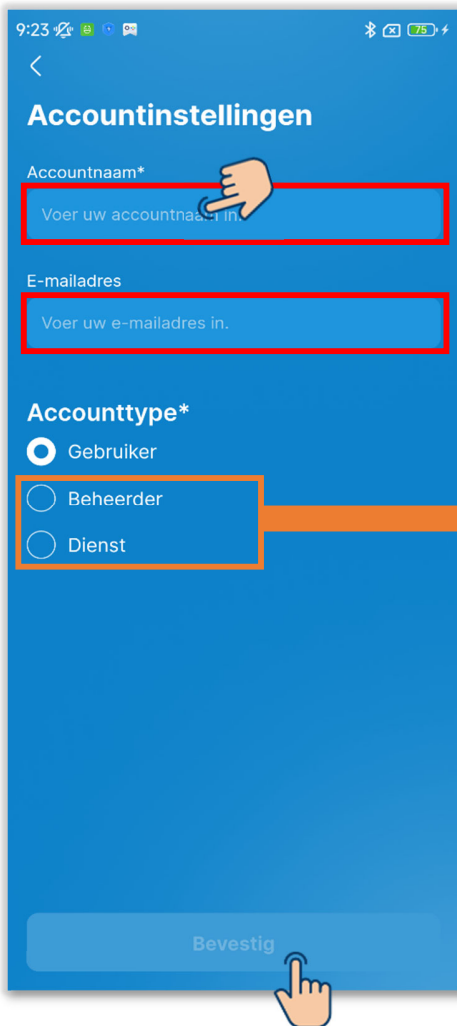 9:23
75
Accountinstellingen
Accountnaam*
Voer uw accountnaam in.
E-mailadres
Voer uw e-mailadres in.
Accounttype*
Gebruiker
Beheerder
Dienst
Bevestig